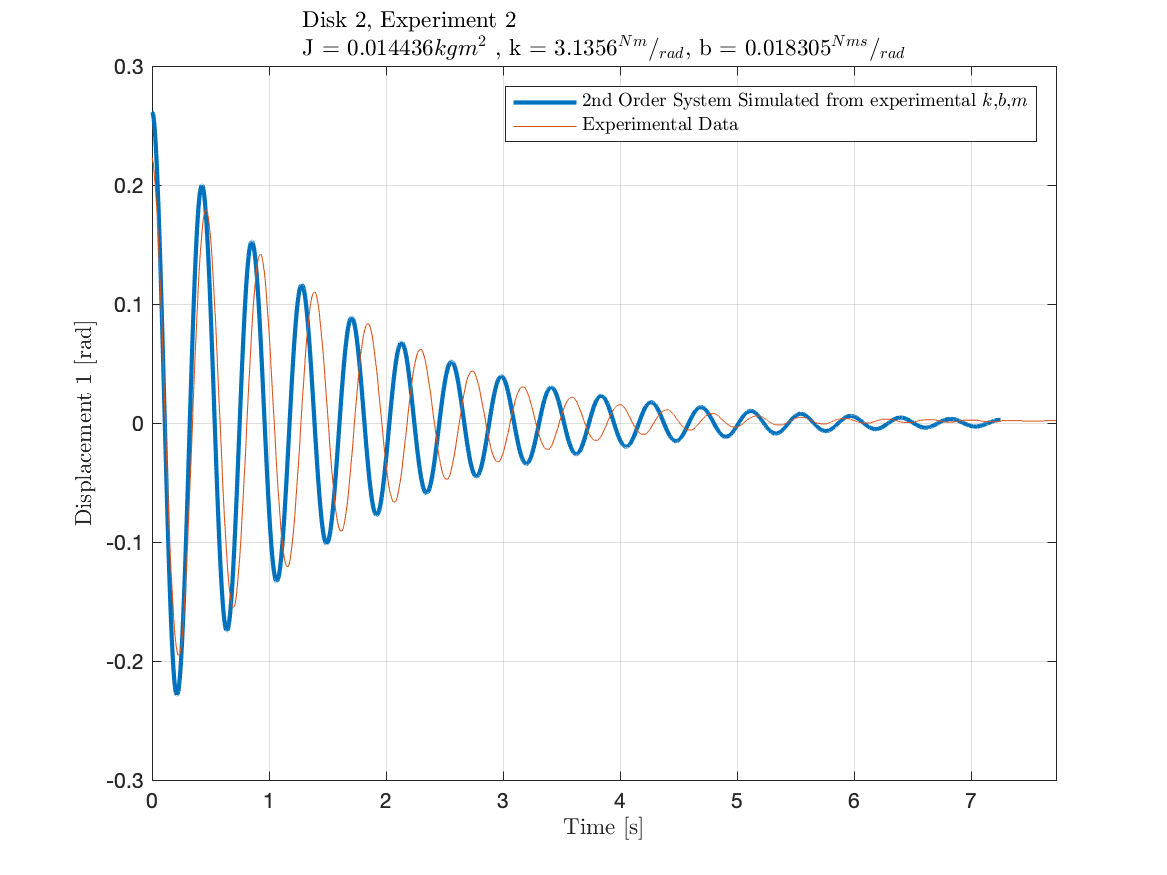 Disk 2, Experiment 2
J = 0.014436kgm² , k = 3.1356ᴺᵐ/rad, b = 0.018305ᴺᵐˢ/rad
2nd Order System Simulated from experimental k,b,m
Experimental Data
0.3
0.2
0.1
0
-0.1
-0.2
-0.3
Displacement 1 [rad]
0 1 2 3 4 5 6 7
Time [s]